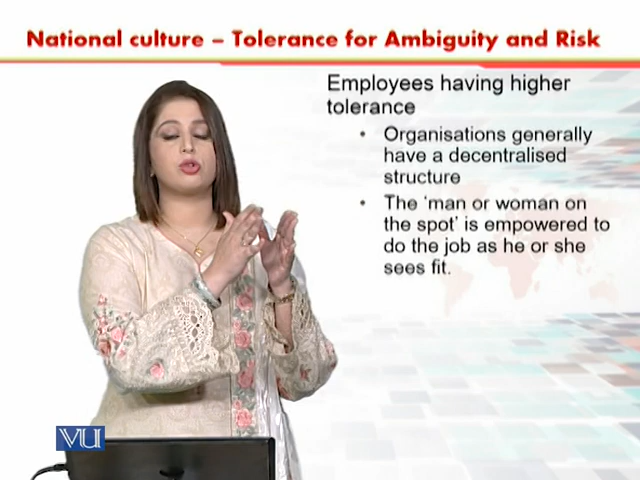 National culture – Tolerance for Ambiguity and Risk
Employees having higher
tolerance
• Organisations generally
have a decentralised
structure
• The ‘man or woman on
the spot’ is empowered to
do the job as he or she
sees fit.
VU